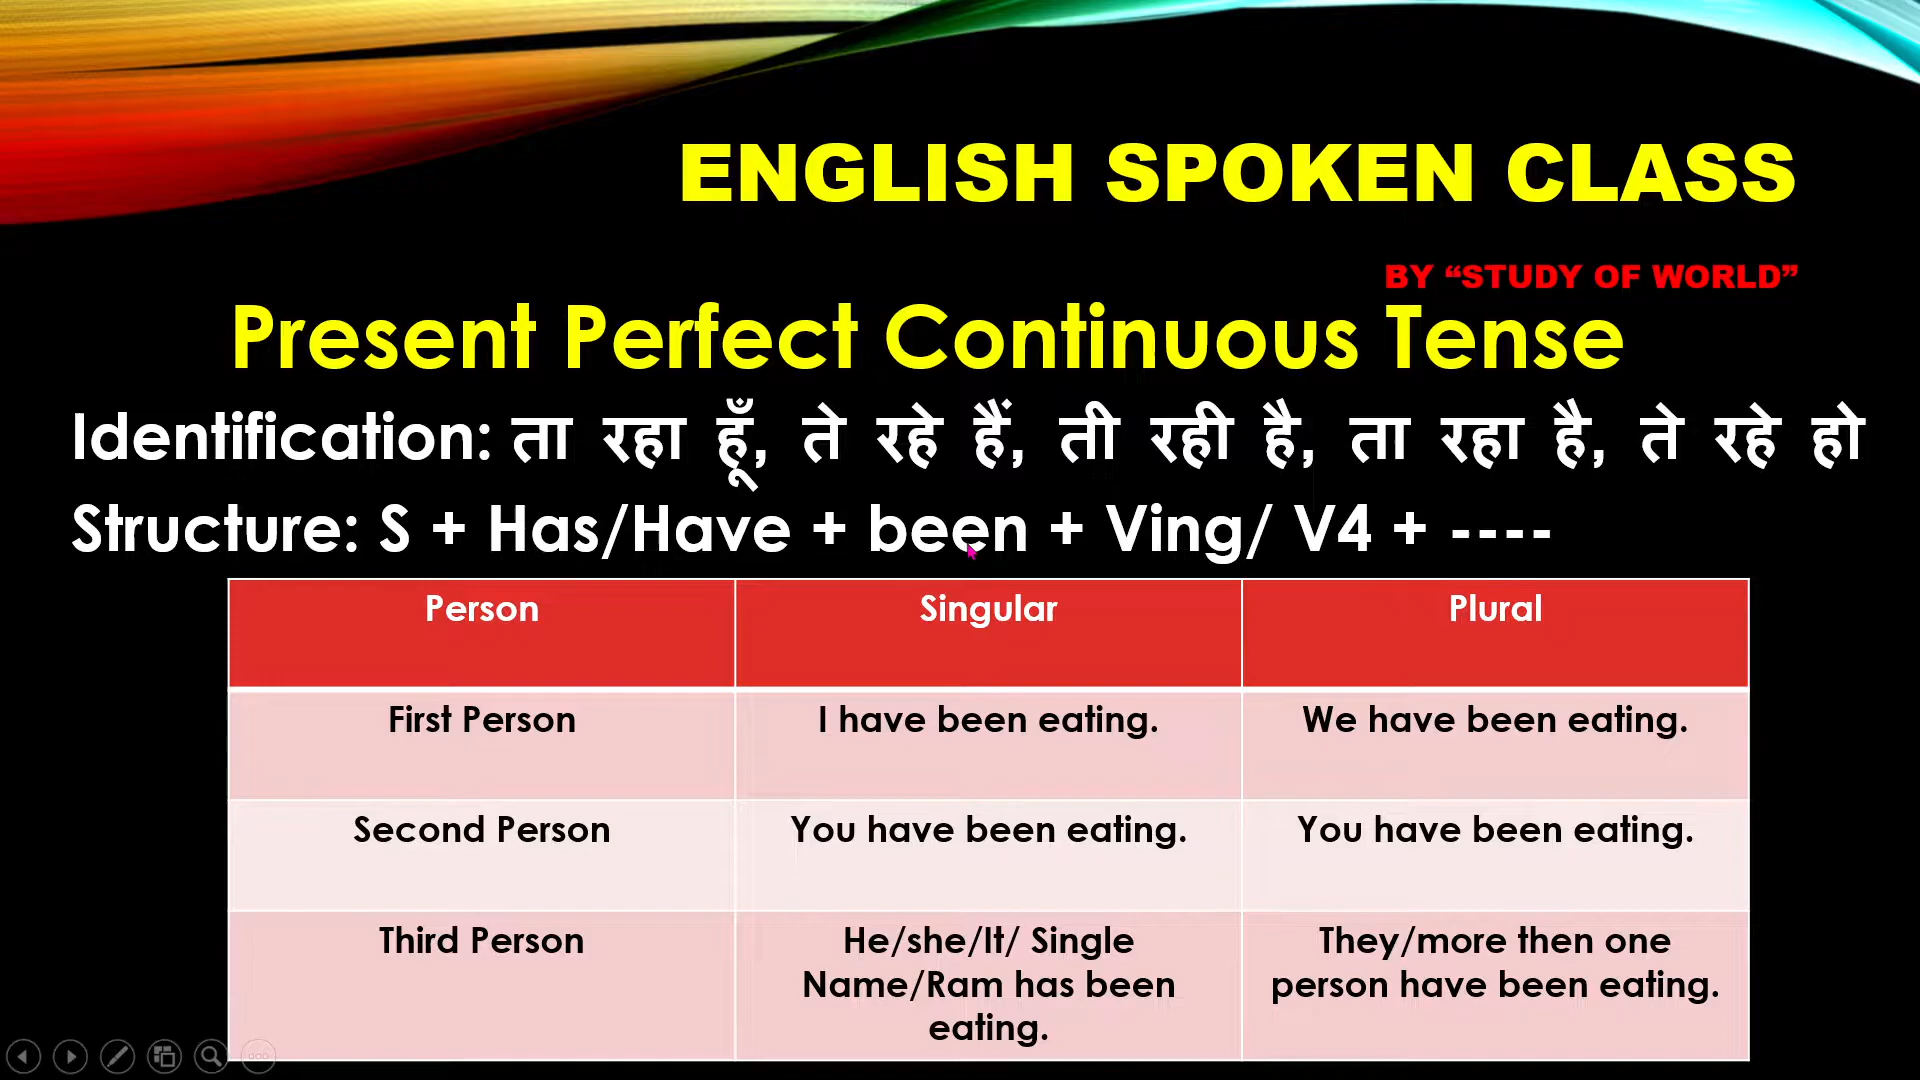 ENGLISH SPOKEN CLASS
BY “STUDY OF WORLD”
Present Perfect Continuous Tense
Identification: ता रहा हूँ, ते रहे हैं, ती रही है, ता रहा है, ते रहे हो
Structure: S + Has/Have + been + Ving/ V4 + ----
Person Singular Plural
First Person I have been eating. We have been eating.
Second Person You have been eating. You have been eating.
Third Person He/she/It/ Single They/more then one
Name/Ram has been person have been eating.
eating.